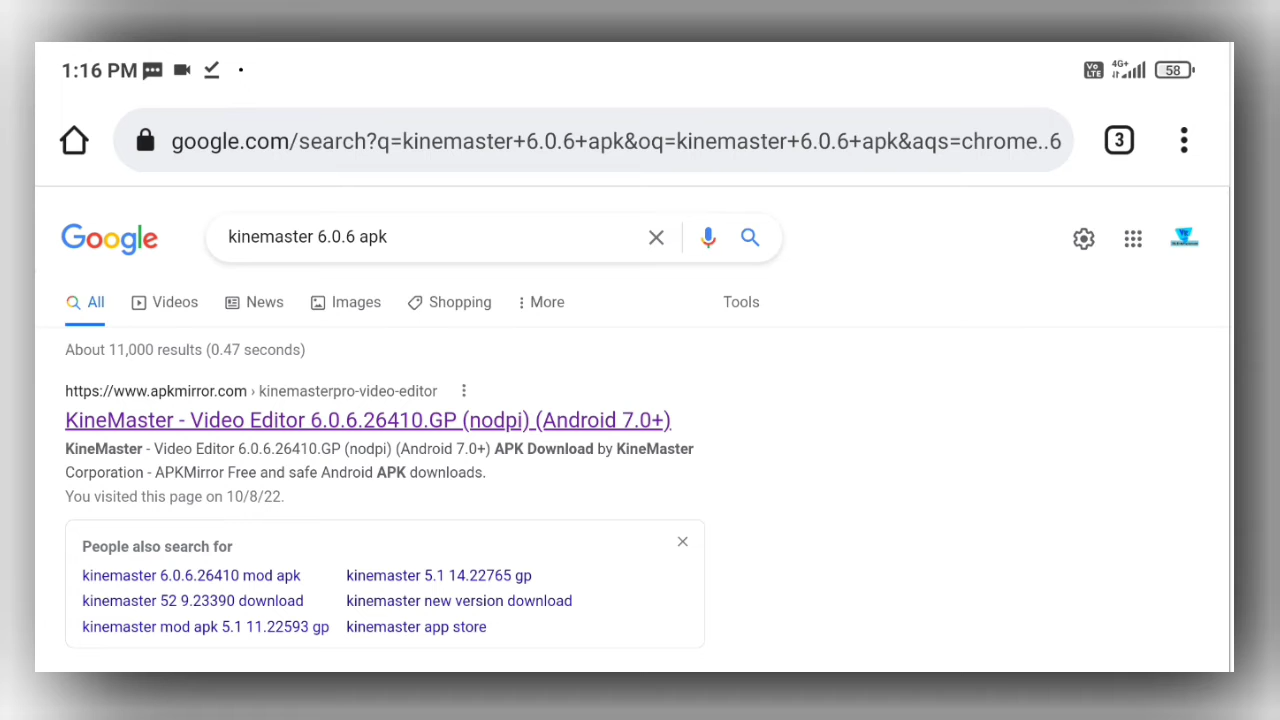 1:16 PM
VO LTE 4G+ 58
google.com/search?q=kinemaster+6.0.6+apk&oq=kinemaster+6.0.6+apk&aqs=chrome..6
3
Google
kinemaster 6.0.6 apk
All Videos News Images Shopping More Tools
About 11,000 results (0.47 seconds)
https://www.apkmirror.com › kinemasterpro-video-editor
KineMaster - Video Editor 6.0.6.26410.GP (nodpi) (Android 7.0+)
KineMaster - Video Editor 6.0.6.26410.GP (nodpi) (Android 7.0+) APK Download by KineMaster
Corporation - APKMirror Free and safe Android APK downloads.
You visited this page on 10/8/22.
People also search for
kinemaster 6.0.6.26410 mod apk kinemaster 5.1 14.22765 gp
kinemaster 52 9.23390 download kinemaster new version download
kinemaster mod apk 5.1 11.22593 gp kinemaster app store